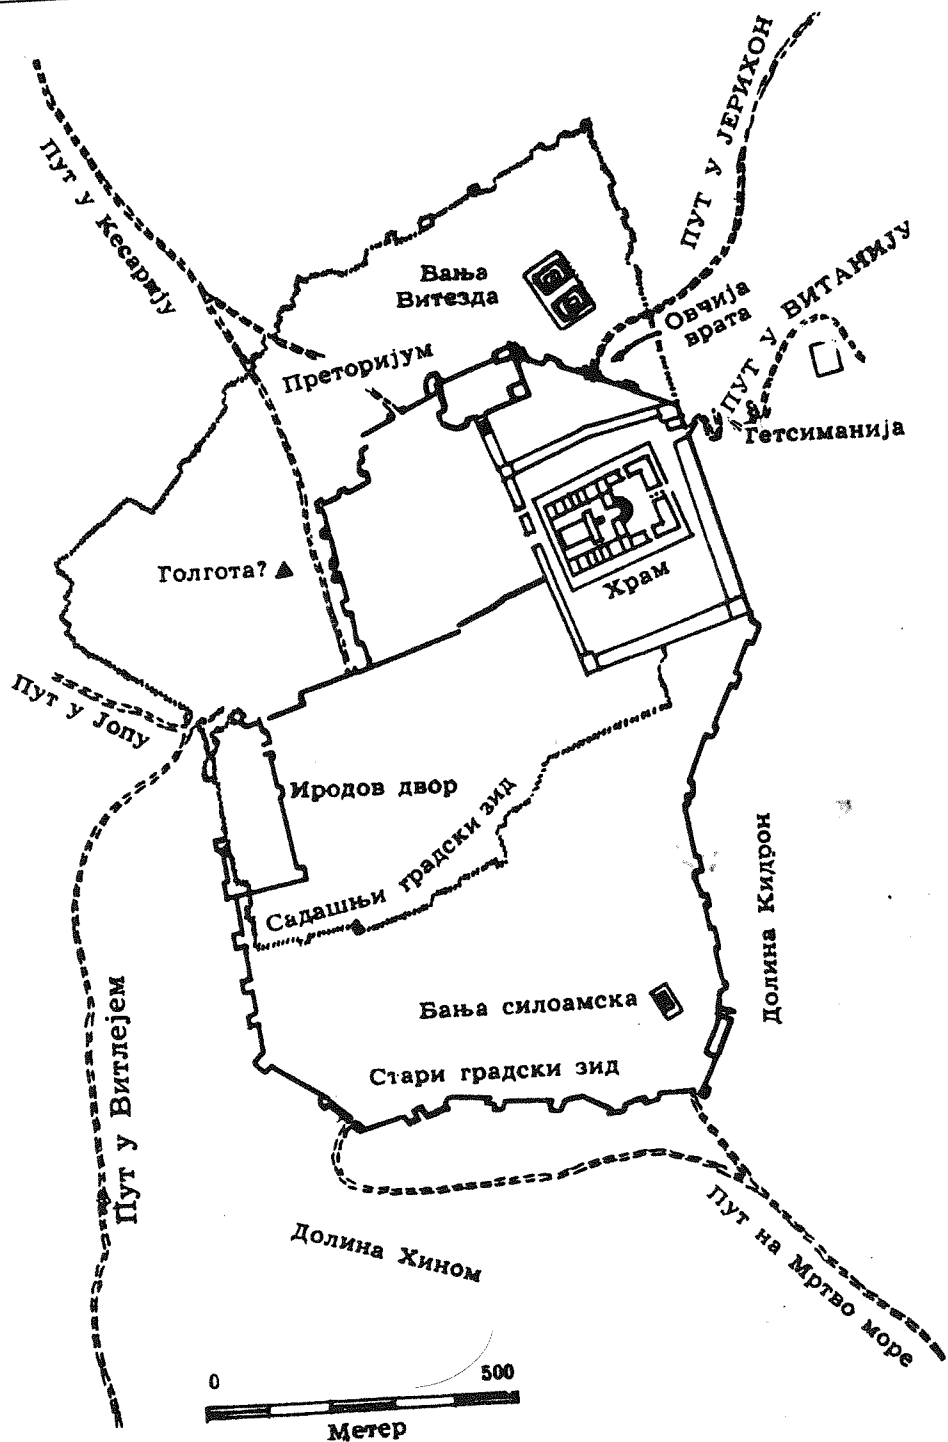 ПУТ У ЈЕРИХОН
Пут у Кесарију
Вања
Витезда
ПУТ У ВИТАНИЈУ
Овчија
врата
Преторијум
Гетсиманија
Голгота?
Храм
Пут у Јопу
Иродов двор
Садашњи градски зид
Долина Кидрон
Бања силоамска
Стари градски зид
Пут у Витлејем
Пут на Мртво море
Долина Хином
0 500
Метер